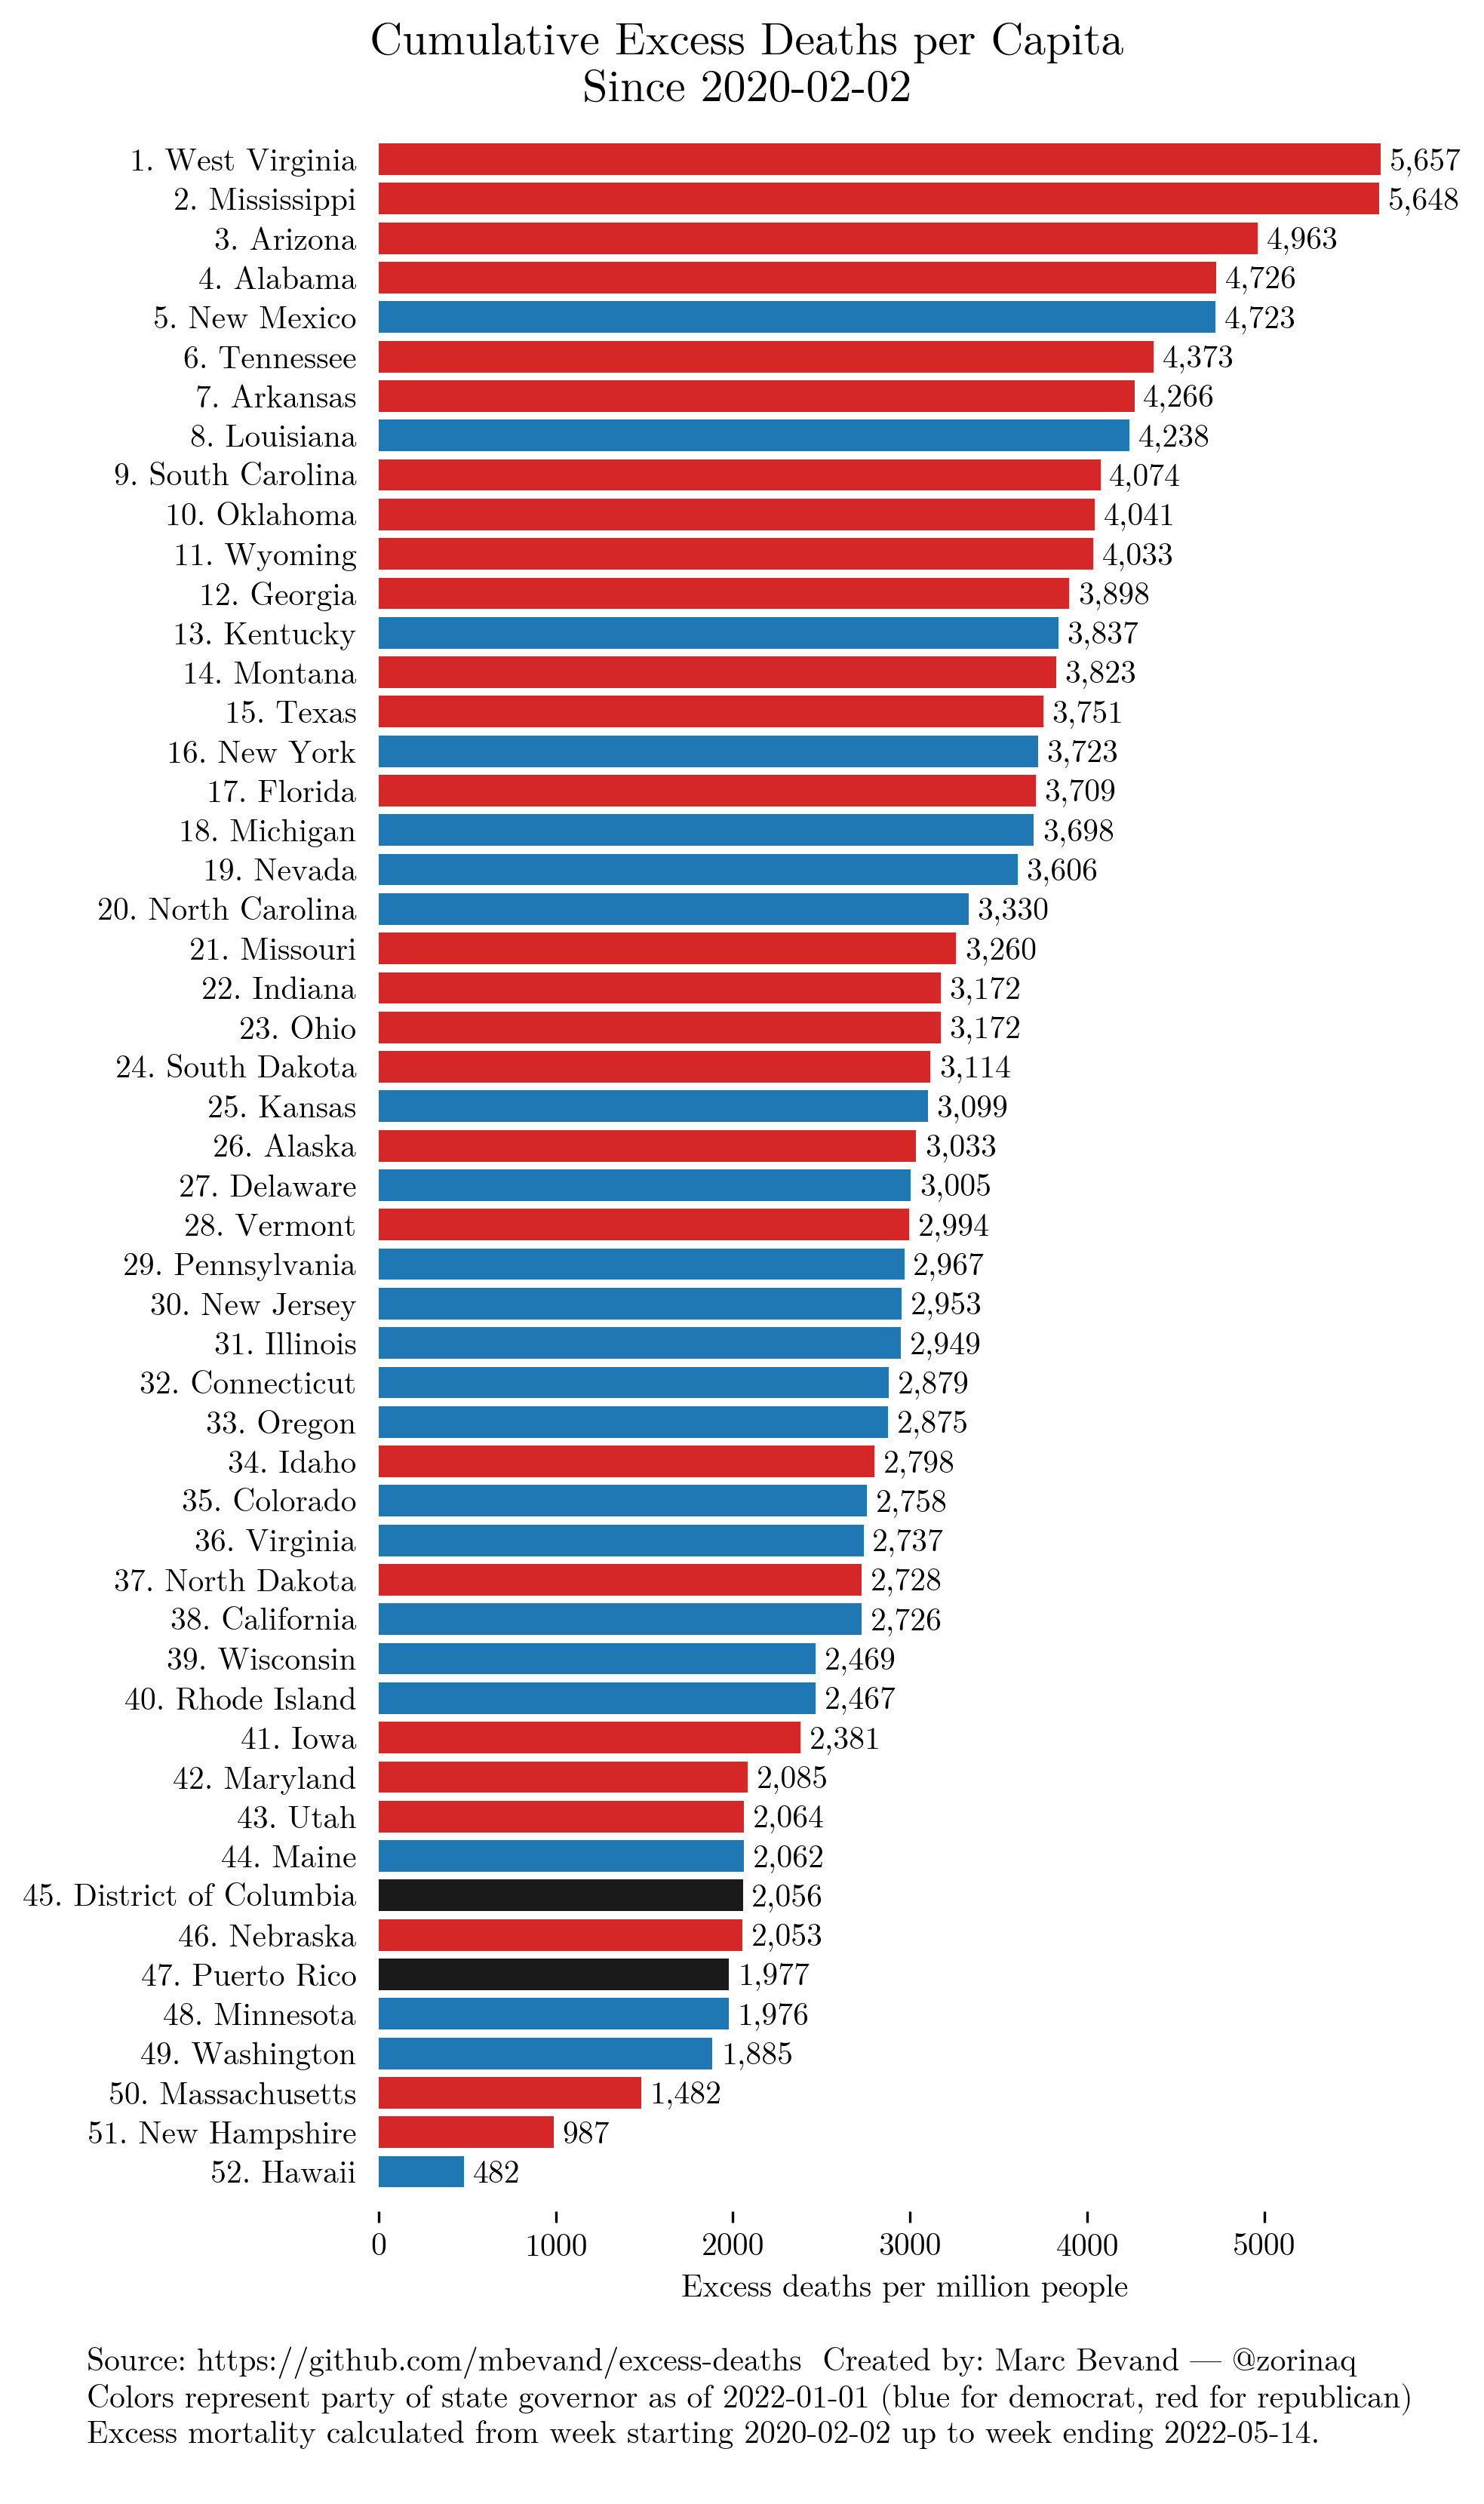 Cumulative Excess Deaths per Capita
Since 2020-02-02
1. West Virginia 5,657
2. Mississippi 5,648
3. Arizona 4,963
4. Alabama 4,726
5. New Mexico 4,723
6. Tennessee 4,373
7. Arkansas 4,266
8. Louisiana 4,238
9. South Carolina 4,074
10. Oklahoma 4,041
11. Wyoming 4,033
12. Georgia 3,898
13. Kentucky 3,837
14. Montana 3,823
15. Texas 3,751
16. New York 3,723
17. Florida 3,709
18. Michigan 3,698
19. Nevada 3,606
20. North Carolina 3,330
21. Missouri 3,260
22. Indiana 3,172
23. Ohio 3,172
24. South Dakota 3,114
25. Kansas 3,099
26. Alaska 3,033
27. Delaware 3,005
28. Vermont 2,994
29. Pennsylvania 2,967
30. New Jersey 2,953
31. Illinois 2,949
32. Connecticut 2,879
33. Oregon 2,875
34. Idaho 2,798
35. Colorado 2,758
36. Virginia 2,737
37. North Dakota 2,728
38. California 2,726
39. Wisconsin 2,469
40. Rhode Island 2,467
41. Iowa 2,381
42. Maryland 2,085
43. Utah 2,064
44. Maine 2,062
45. District of Columbia 2,056
46. Nebraska 2,053
47. Puerto Rico 1,977
48. Minnesota 1,976
49. Washington 1,885
50. Massachusetts 1,482
51. New Hampshire 987
52. Hawaii 482
0 1000 2000 3000 4000 5000
Excess deaths per million people
Source: https://github.com/mbevand/excess-deaths Created by: Marc Bevand — @zorinaq
Colors represent party of state governor as of 2022-01-01 (blue for democrat, red for republican)
Excess mortality calculated from week starting 2020-02-02 up to week ending 2022-05-14.